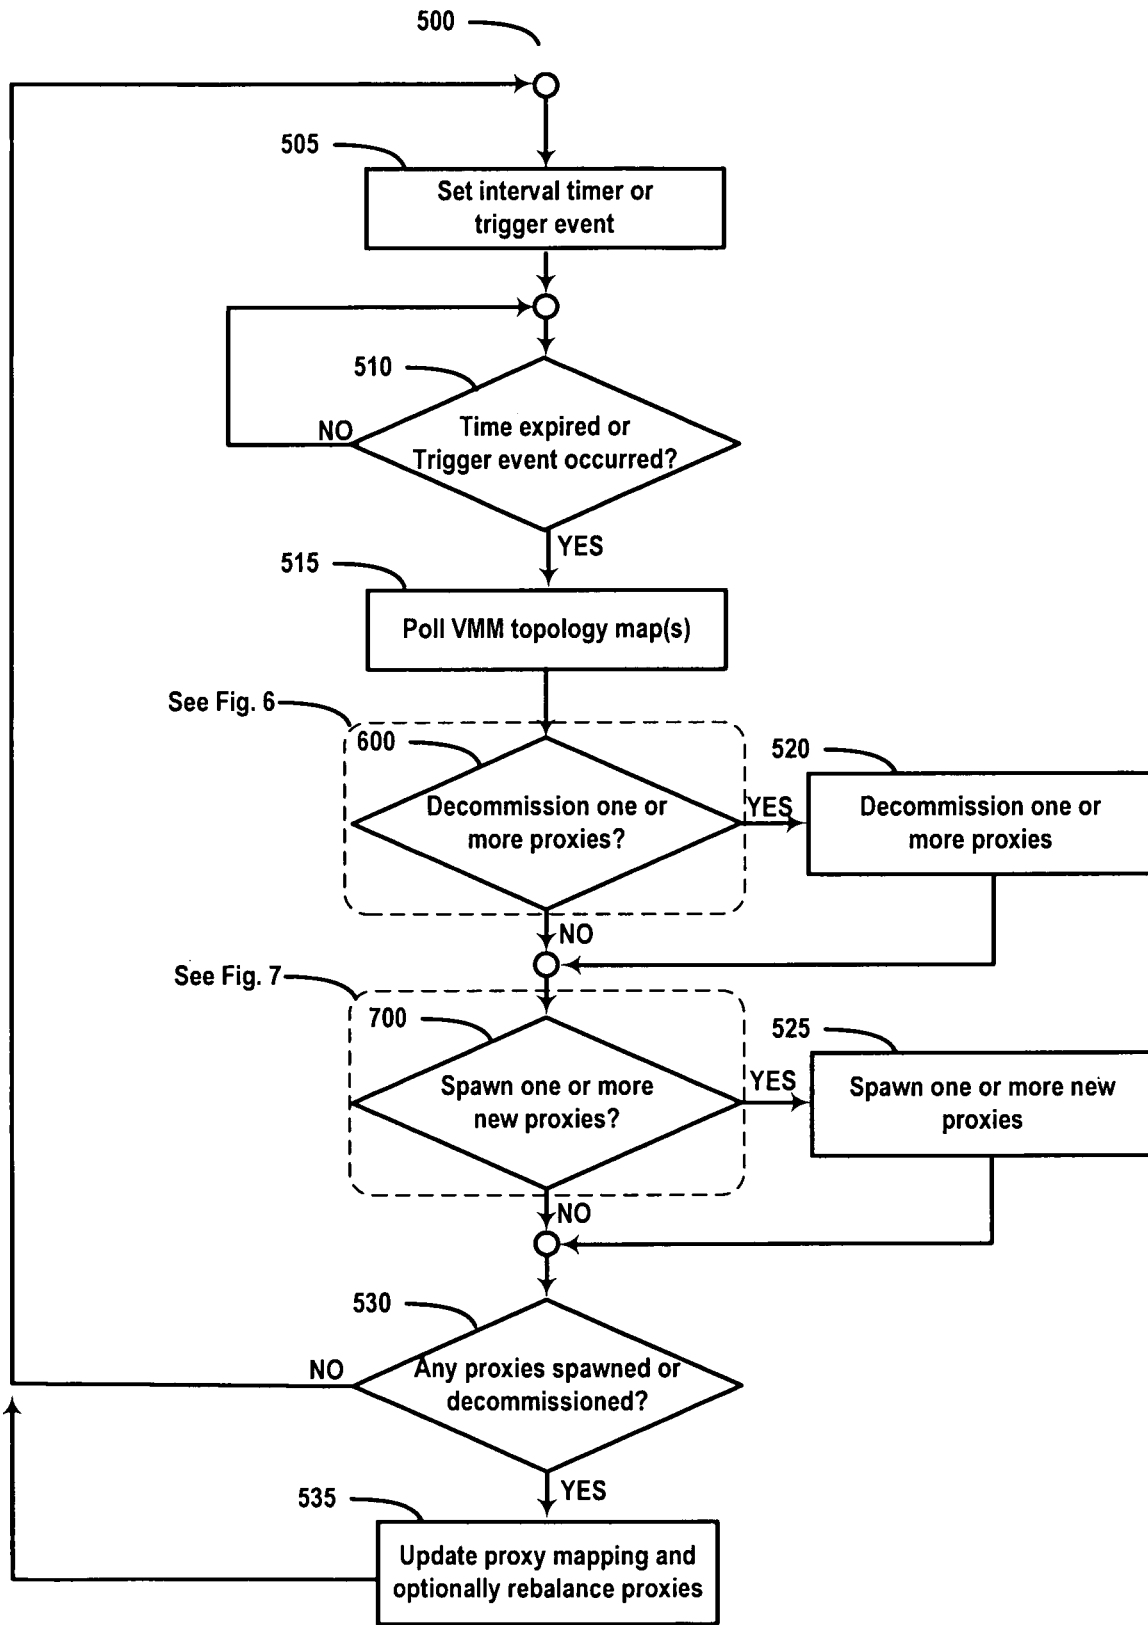 500
505
Set interval timer or
trigger event
510
NO
Time expired or
Trigger event occurred?
YES
515
Poll VMM topology map(s)
See Fig. 6
600
Decommission one or
more proxies?
YES
520
Decommission one or
more proxies
NO
See Fig. 7
700
Spawn one or more
new proxies?
YES
525
Spawn one or more new
proxies
NO
530
NO
Any proxies spawned or
decommissioned?
YES
535
Update proxy mapping and
optionally rebalance proxies